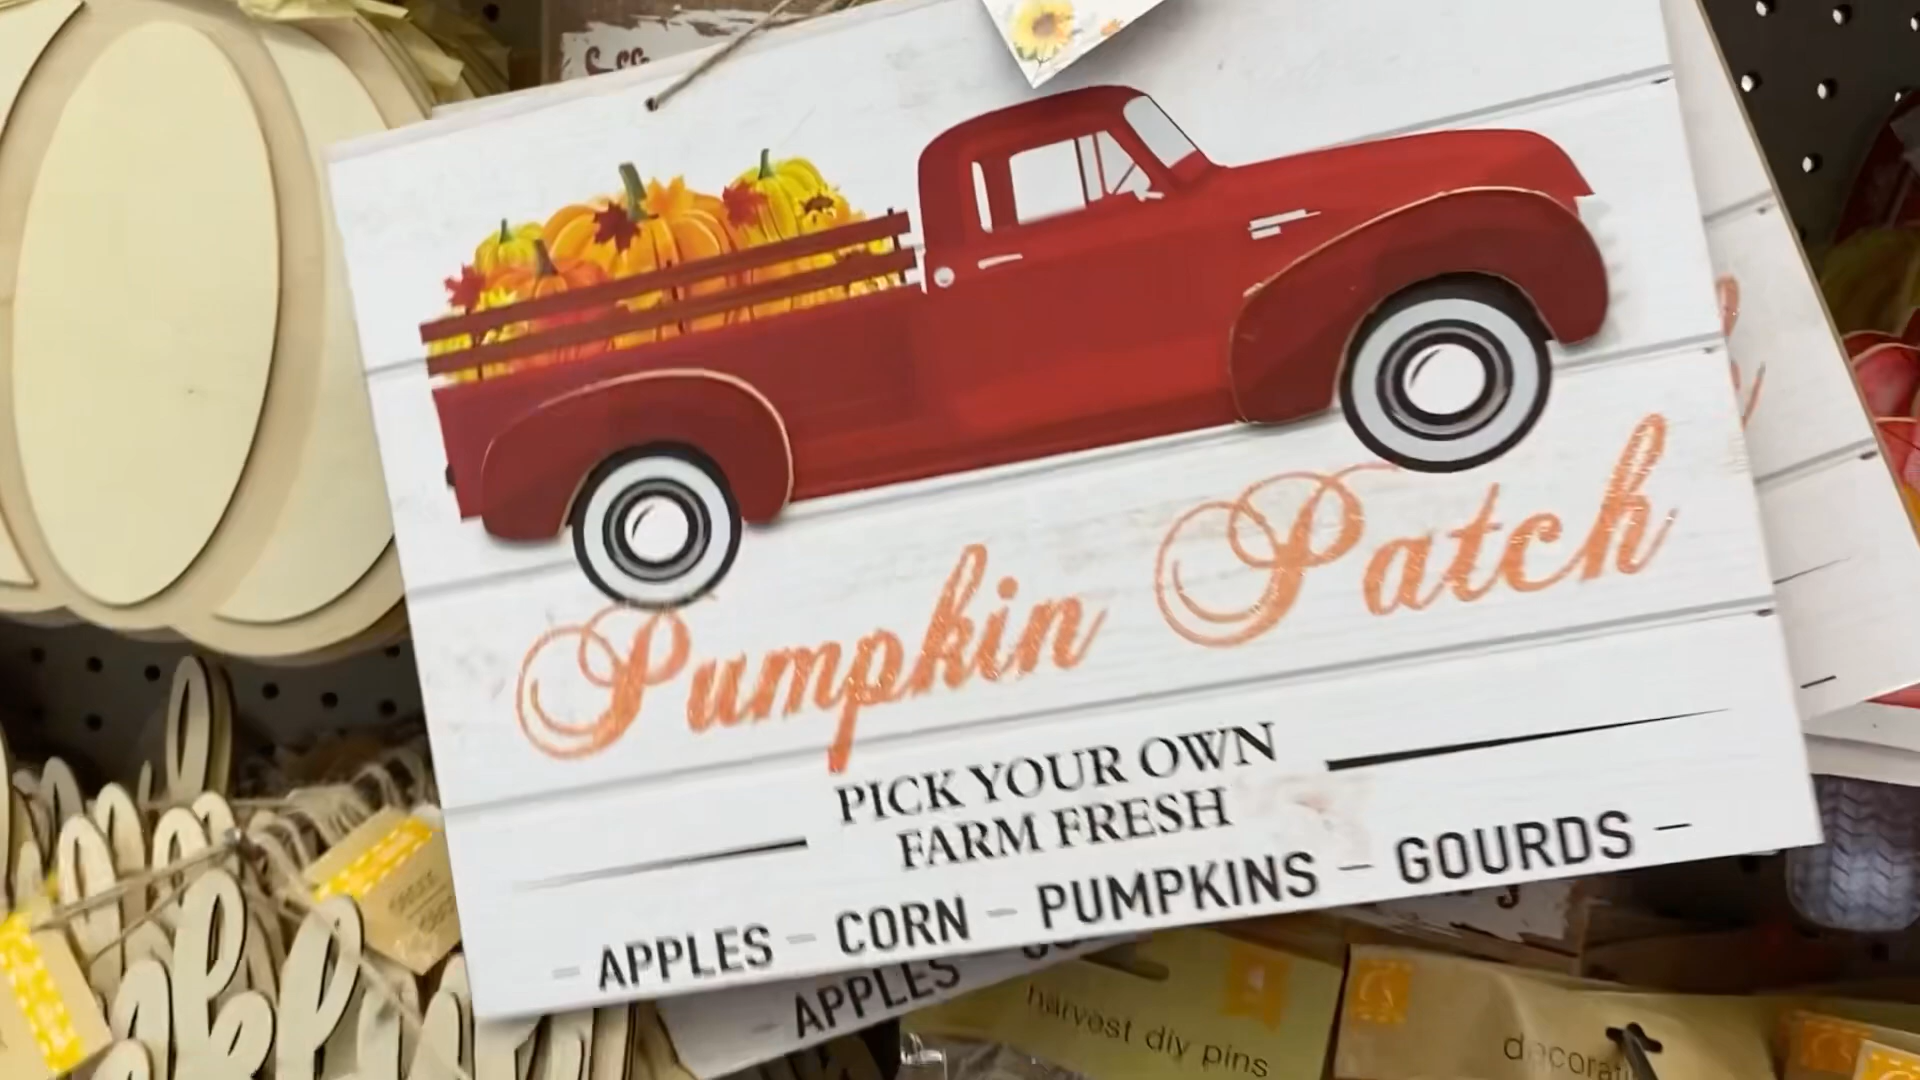 Pumpkin Patch
PICK YOUR OWN
FARM FRESH
– APPLES – CORN – PUMPKINS – GOURDS –
APPLES
harvest diy pins